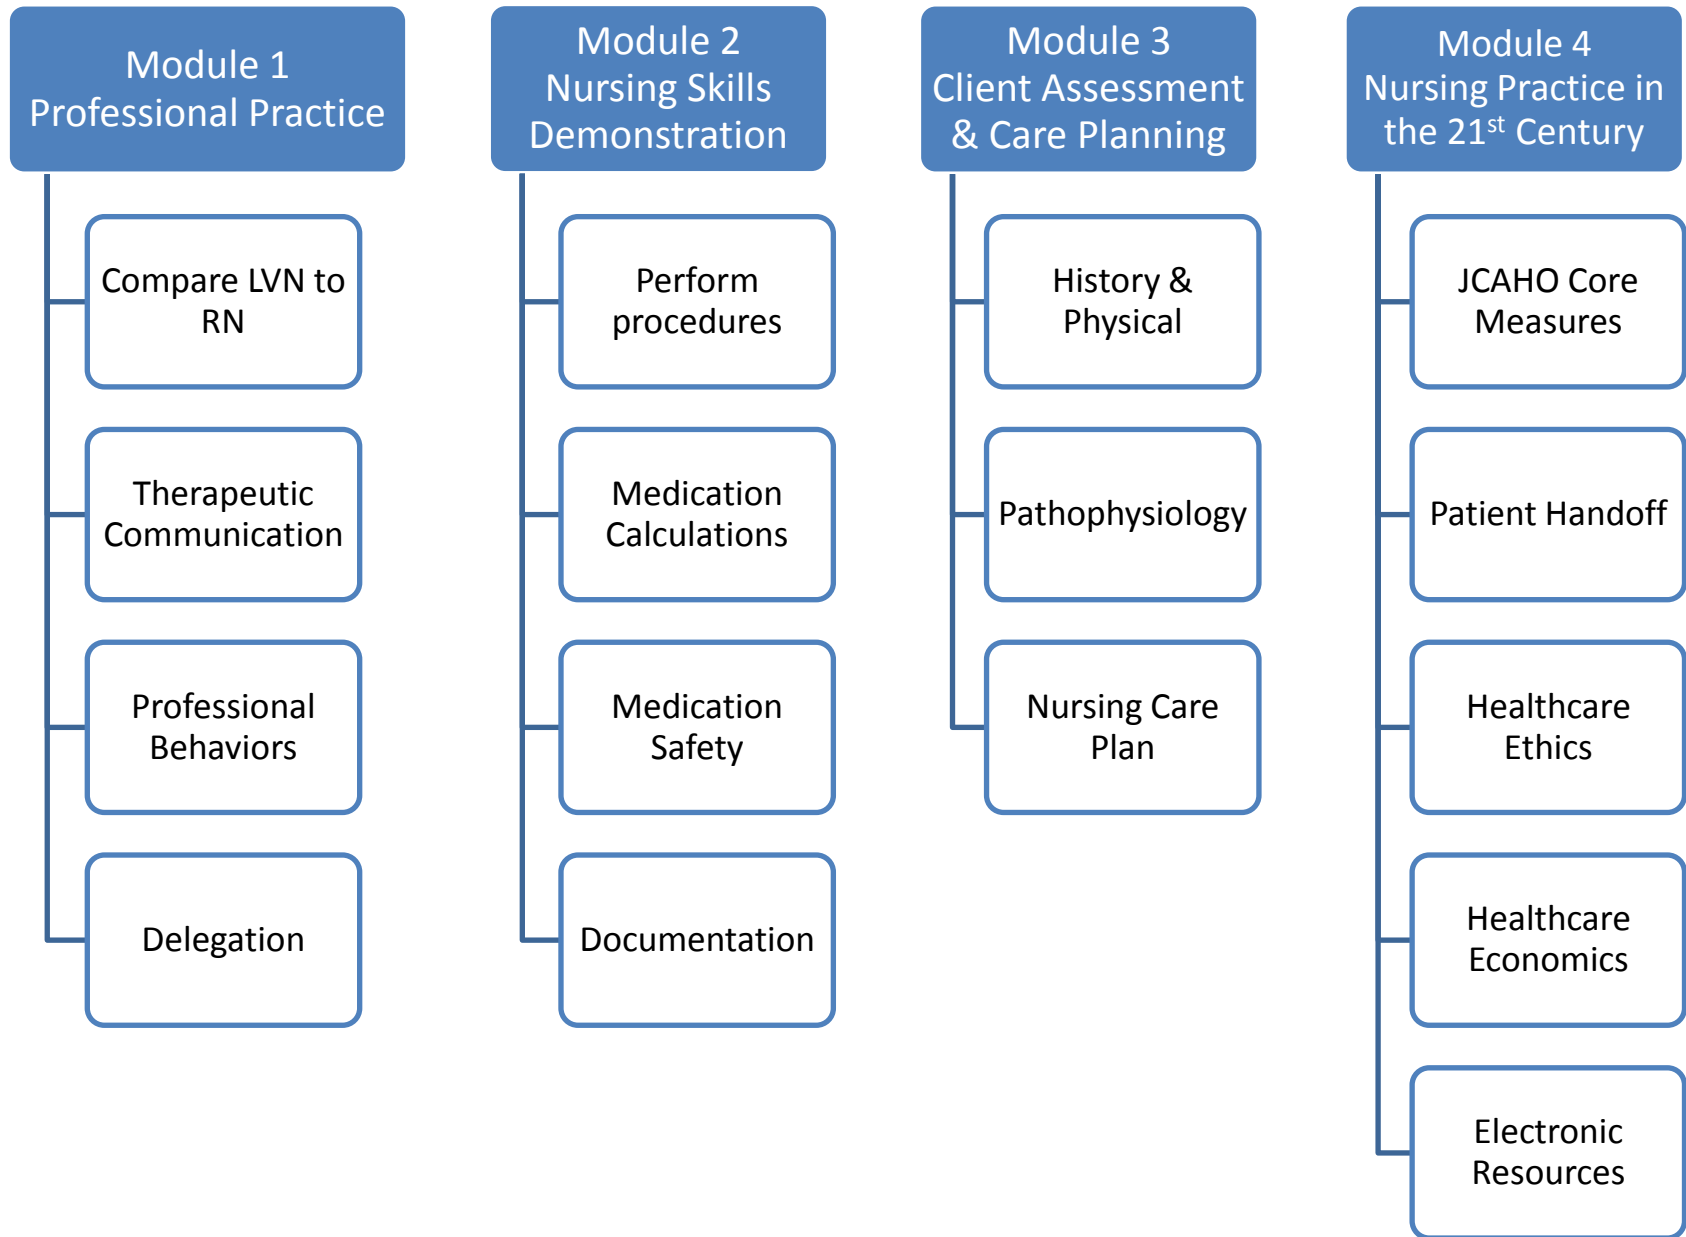 Module 1
Professional Practice
Compare LVN to
RN
Therapeutic
Communication
Professional
Behaviors
Delegation
Module 2
Nursing Skills
Demonstration
Perform
procedures
Medication
Calculations
Medication
Safety
Documentation
Module 3
Client Assessment
& Care Planning
History &
Physical
Pathophysiology
Nursing Care
Plan
Module 4
Nursing Practice in
the 21st Century
JCAHO Core
Measures
Patient Handoff
Healthcare
Ethics
Healthcare
Economics
Electronic
Resources